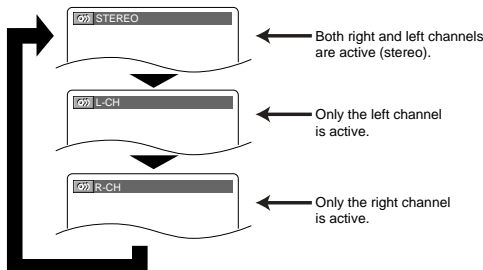 STEREO
Both right and left channels
are active (stereo).
L-CH
Only the left channel
is active.
R-CH
Only the right channel
is active.